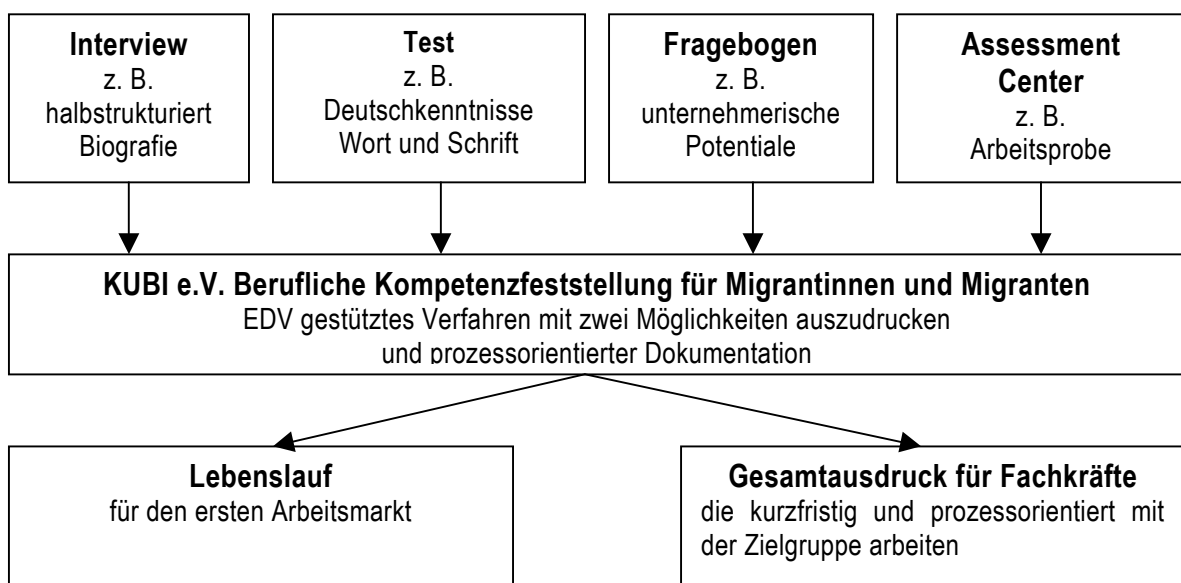 Interview
z. B.
halbstrukturiert
Biografie
Test
z. B.
Deutschkenntnisse
Wort und Schrift
Fragebogen
z. B.
unternehmerische
Potentiale
Assessment
Center
z. B.
Arbeitsprobe
KUBI e.V. Berufliche Kompetenzfeststellung für Migrantinnen und Migranten
EDV gestütztes Verfahren mit zwei Möglichkeiten auszudrucken
und prozessorientierter Dokumentation
Lebenslauf
für den ersten Arbeitsmarkt
Gesamtausdruck für Fachkräfte
die kurzfristig und prozessorientiert mit
der Zielgruppe arbeiten